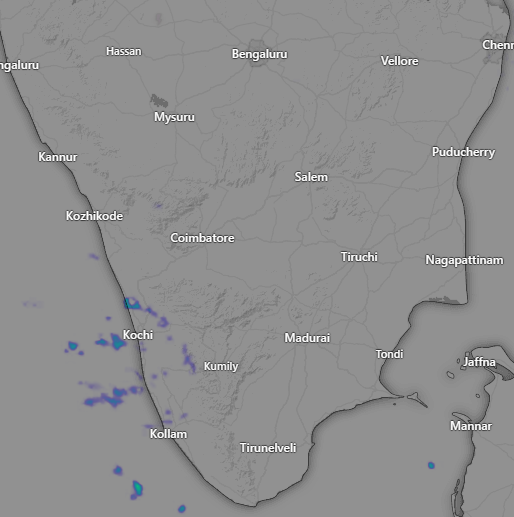 Hassan
Bengaluru
Chenn
Vellore
ngaluru
Mysuru
Kannur
Puducherry
Salem
Kozhikode
Coimbatore
Tiruchi
Nagapattinam
Kochi
Madurai
Tondi
Jaffna
Kumily
Mannar
Kollam
Tirunelveli